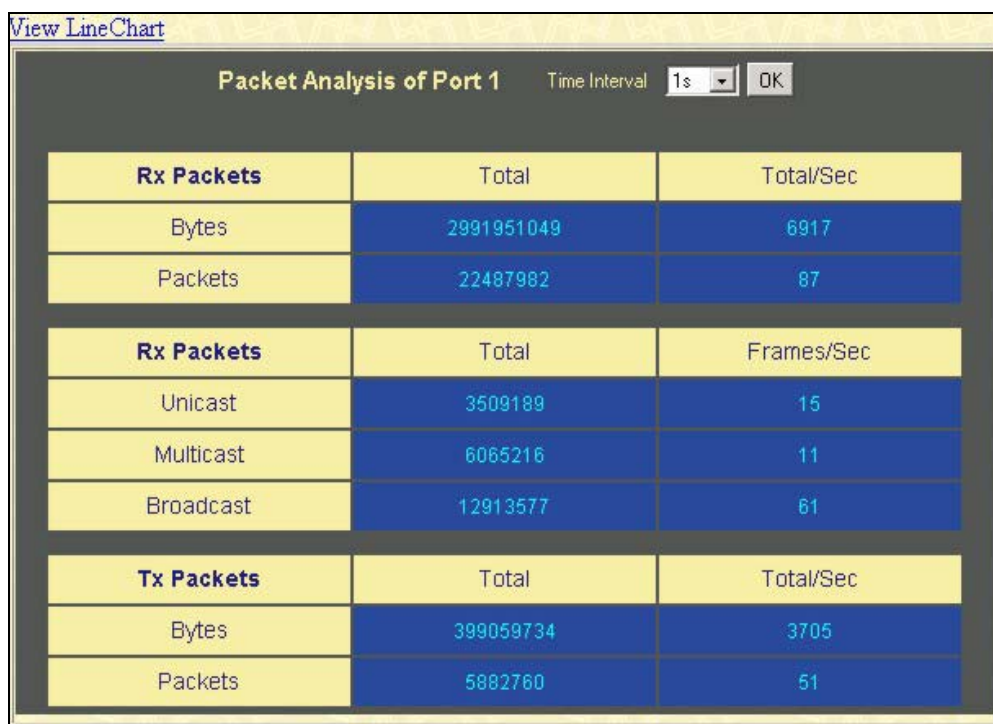 View LineChart
Packet Analysis of Port 1 Time Interval 1s OK
Rx Packets Total Total/Sec
Bytes 2991951049 6917
Packets 22487982 87
Rx Packets Total Frames/Sec
Unicast 3509189 15
Multicast 6065216 11
Broadcast 12913577 61
Tx Packets Total Total/Sec
Bytes 399059734 3705
Packets 5882760 51